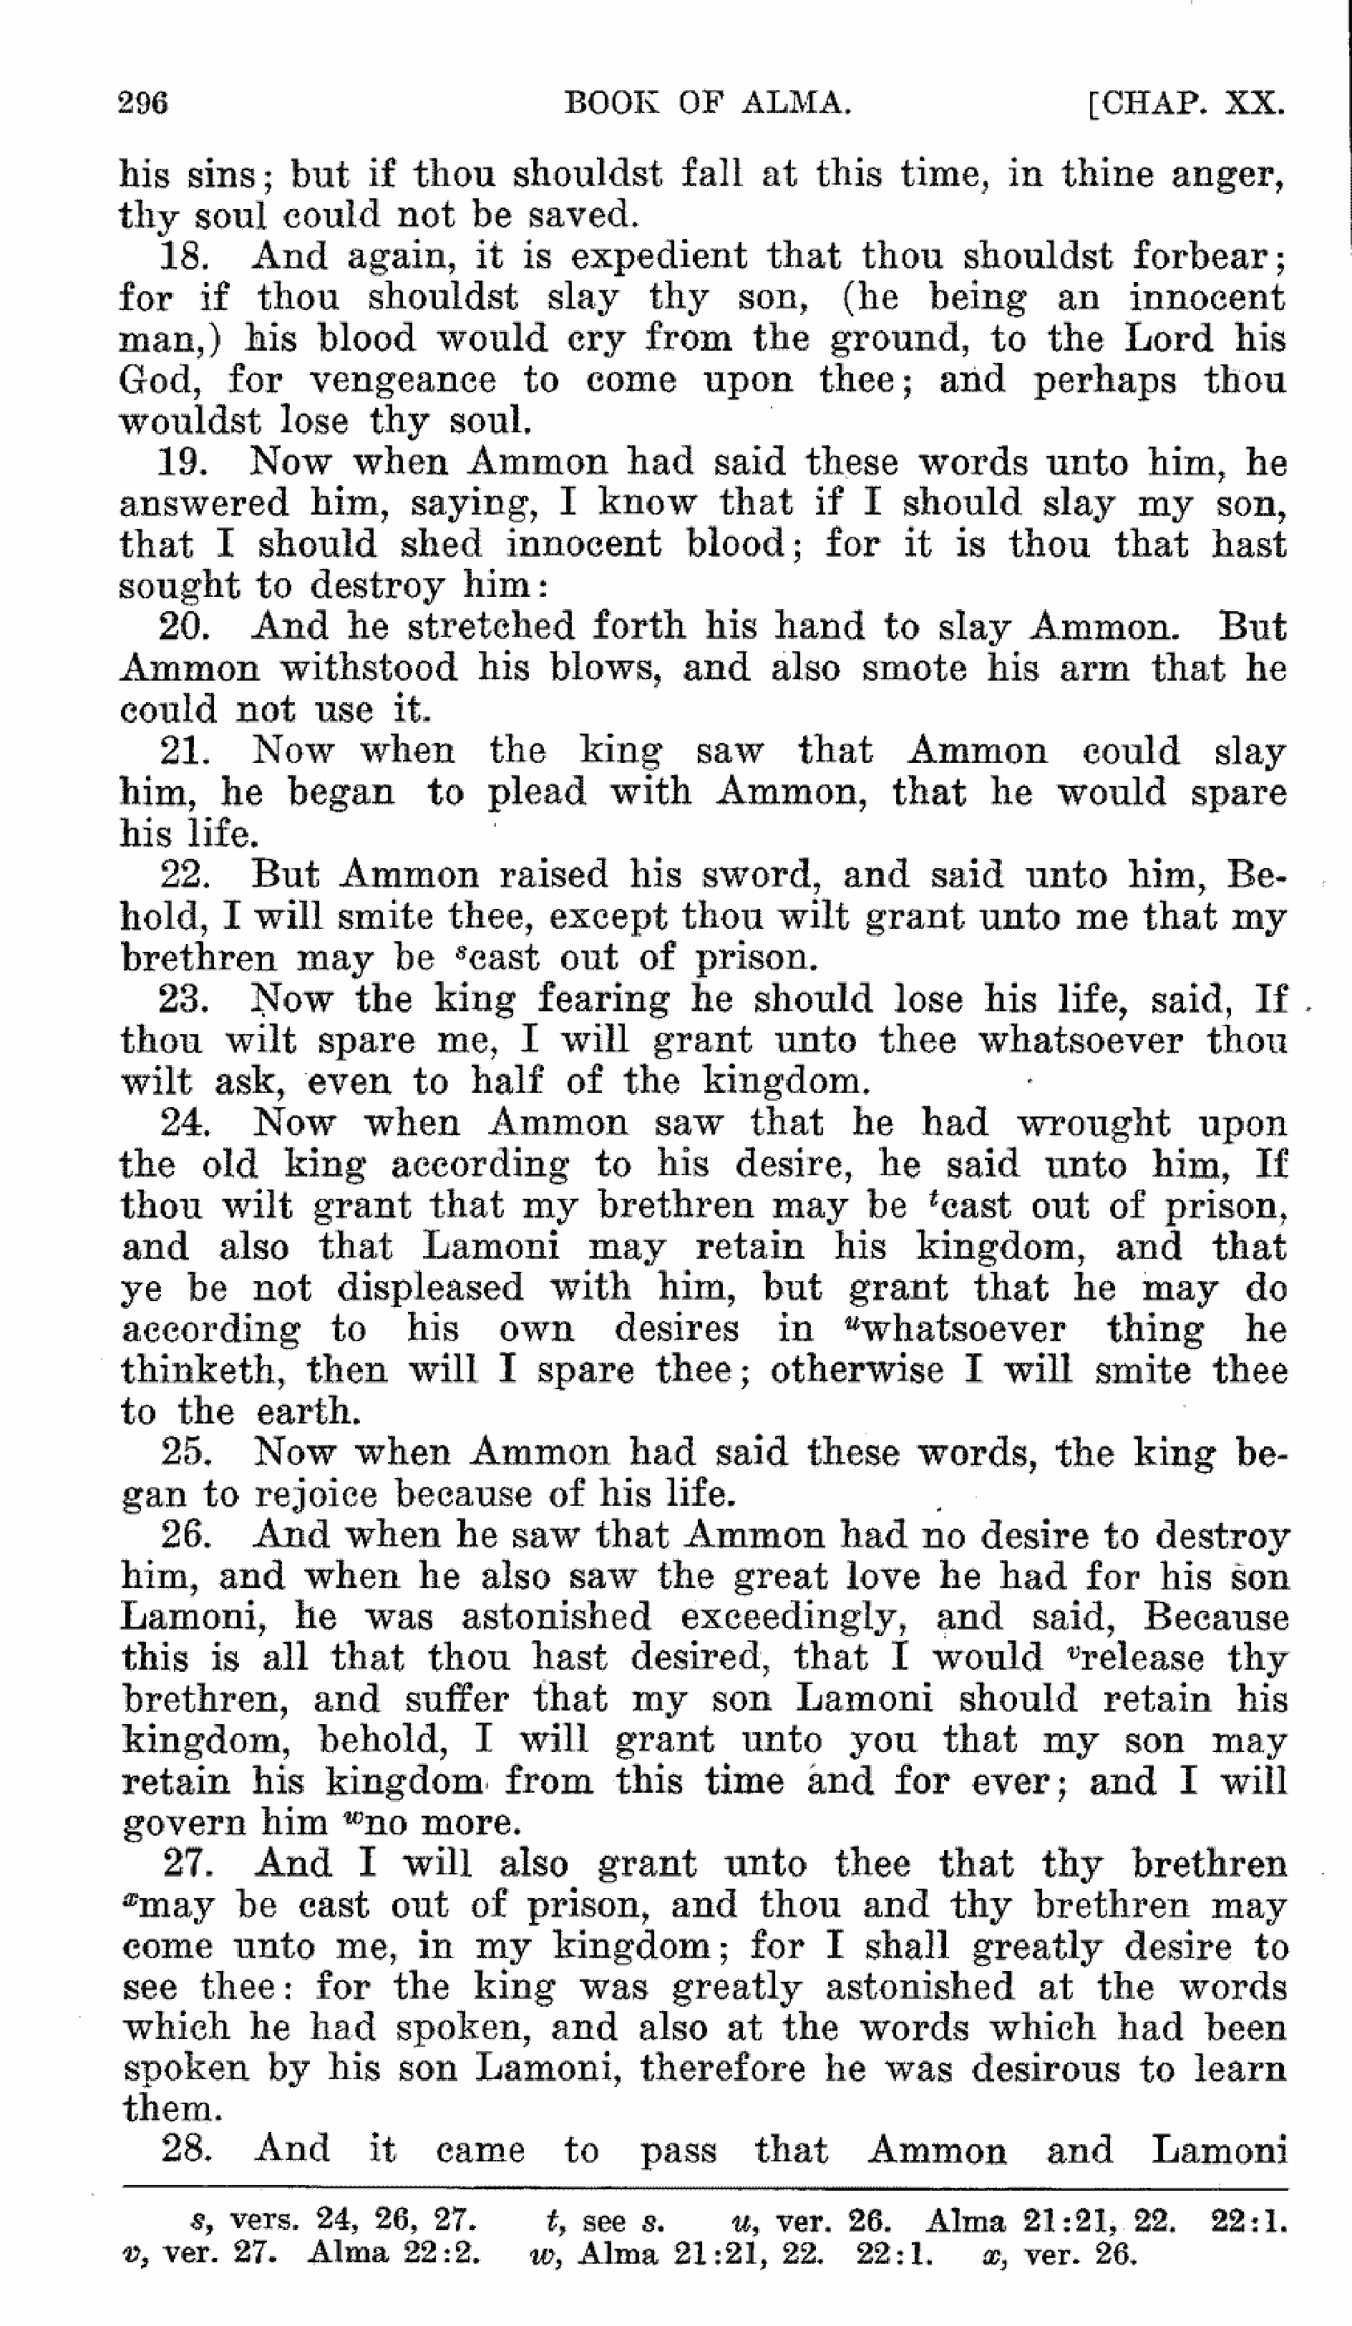 296 BOOK OF ALMA. [CHAP. XX.
his sins; but if thou shouldst fall at this time, in thine anger,
thy soul could not be saved.
18. And again, it is expedient that thou shouldst forbear;
for if thou shouldst slay thy son, (he being an innocent
man,) his blood would cry from the ground, to the Lord his
God, for vengeance to come upon thee; and perhaps thou
wouldst lose thy soul.
19. Now when Ammon had said these words unto him, he
answered him, saying, I know that if I should slay my son,
that I should shed innocent blood; for it is thou that hast
sought to destroy him:
20. And he stretched forth his hand to slay Ammon. But
Ammon withstood his blows, and also smote his arm that he
could not use it.
21. Now when the king saw that Ammon could slay
him, he began to plead with Ammon, that he would spare
his life.
22. But Ammon raised his sword, and said unto him, Be-
hold, I will smite thee, except thou wilt grant unto me that my
brethren may be ˢcast out of prison.
23. Now the king fearing he should lose his life, said, If
thou wilt spare me, I will grant unto thee whatsoever thou
wilt ask, even to half of the kingdom.
24. Now when Ammon saw that he had wrought upon
the old king according to his desire, he said unto him, If
thou wilt grant that my brethren may be ᵗcast out of prison,
and also that Lamoni may retain his kingdom, and that
ye be not displeased with him, but grant that he may do
according to his own desires in ᵘwhatsoever thing he
thinketh, then will I spare thee; otherwise I will smite thee
to the earth.
25. Now when Ammon had said these words, the king be-
gan to rejoice because of his life.
26. And when he saw that Ammon had no desire to destroy
him, and when he also saw the great love he had for his son
Lamoni, he was astonished exceedingly, and said, Because
this is all that thou hast desired, that I would ᵛrelease thy
brethren, and suffer that my son Lamoni should retain his
kingdom, behold, I will grant unto you that my son may
retain his kingdom from this time and for ever; and I will
govern him ʷno more.
27. And I will also grant unto thee that thy brethren
ˣmay be cast out of prison, and thou and thy brethren may
come unto me, in my kingdom; for I shall greatly desire to
see thee: for the king was greatly astonished at the words
which he had spoken, and also at the words which had been
spoken by his son Lamoni, therefore he was desirous to learn
them.
28. And it came to pass that Ammon and Lamoni
s, vers. 24, 26, 27. t, see s. u, ver. 26. Alma 21:21, 22. 22:1.
v, ver. 27. Alma 22:2. w, Alma 21:21, 22. 22:1. x, ver. 26.